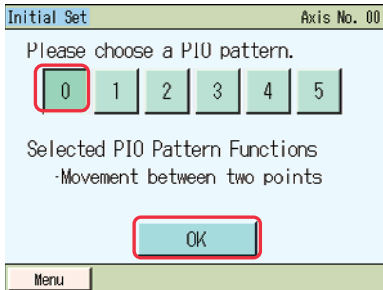 Initial Set Axis No. 00
Please choose a PIO pattern.
0 1 2 3 4 5
Selected PIO Pattern Functions
·Movement between two points
OK
Menu